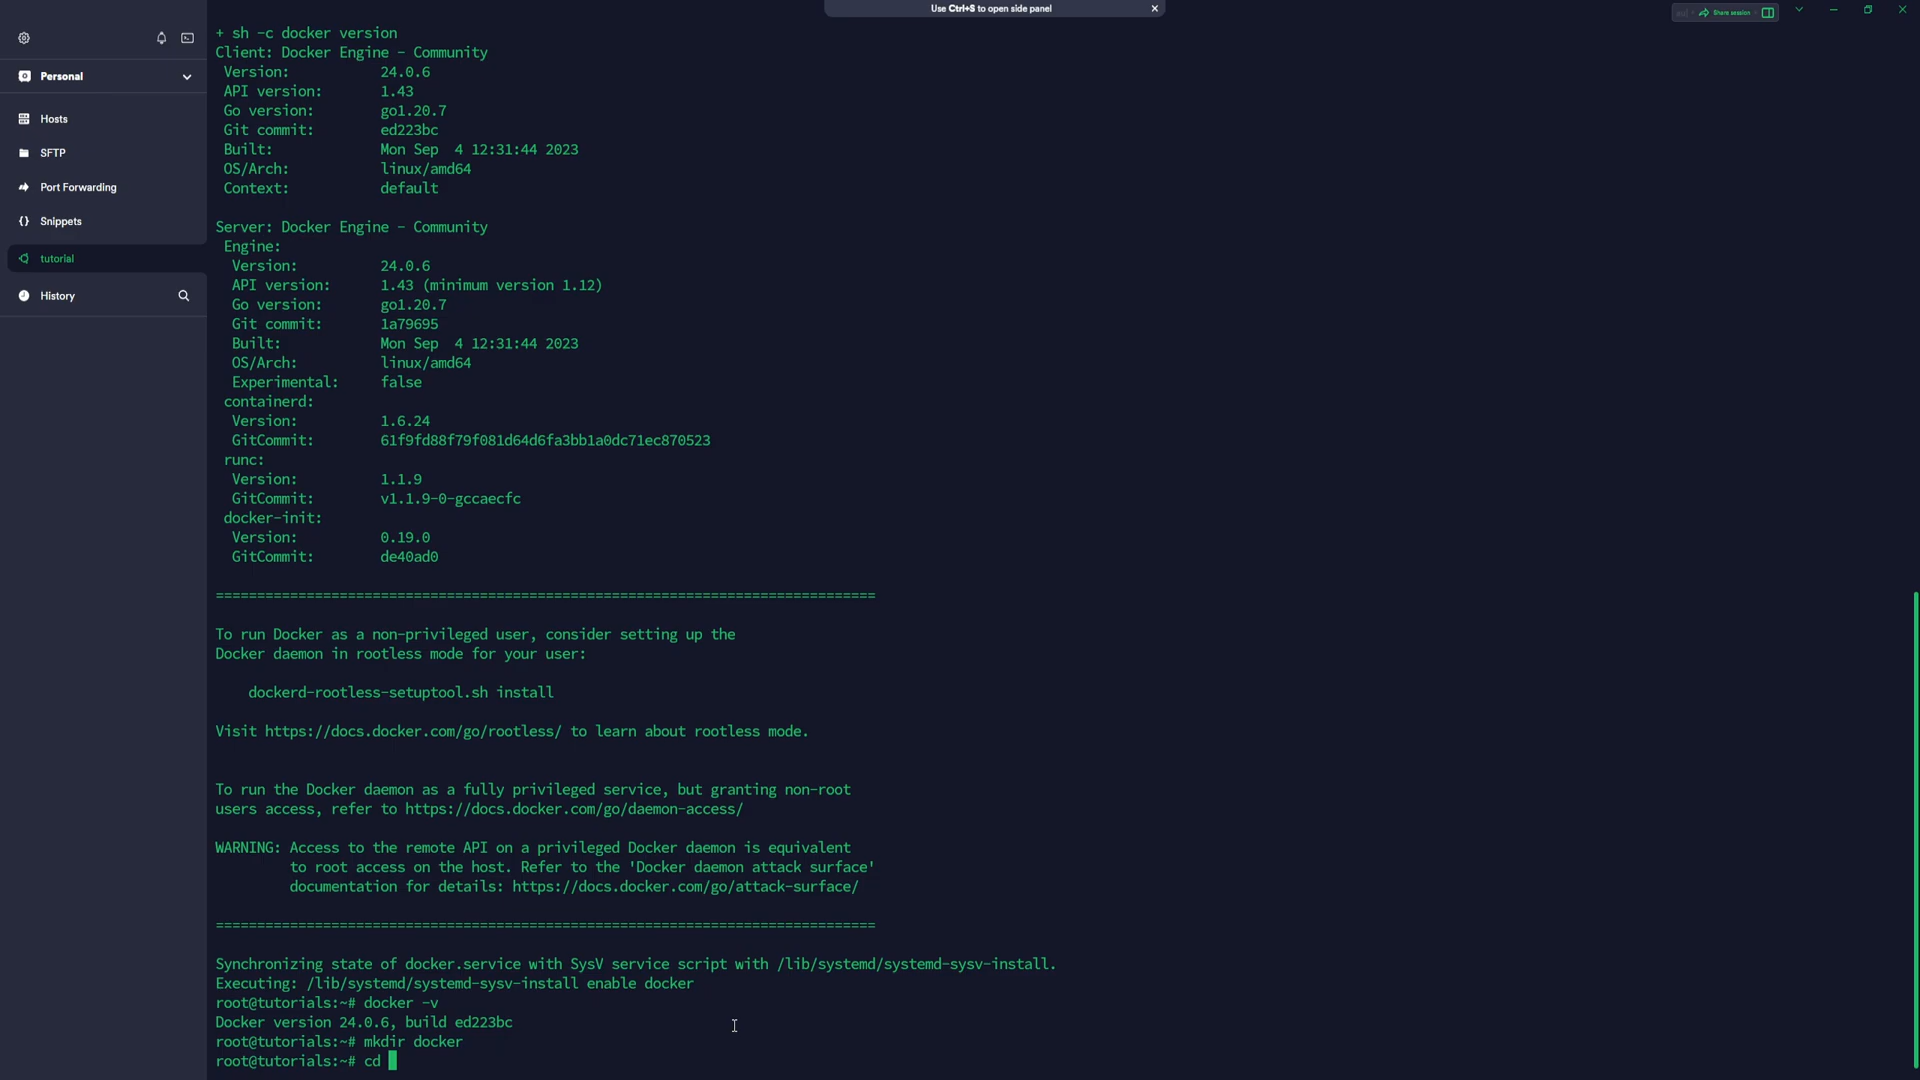 Use Ctrl+S to open side panel
Share session
Personal
Hosts
SFTP
Port Forwarding
Snippets
tutorial
History
+ sh -c docker version
Client: Docker Engine - Community
Version: 24.0.6
API version: 1.43
Go version: go1.20.7
Git commit: ed223bc
Built: Mon Sep 4 12:31:44 2023
OS/Arch: linux/amd64
Context: default
Server: Docker Engine - Community
Engine:
Version: 24.0.6
API version: 1.43 (minimum version 1.12)
Go version: go1.20.7
Git commit: 1a79695
Built: Mon Sep 4 12:31:44 2023
OS/Arch: linux/amd64
Experimental: false
containerd:
Version: 1.6.24
GitCommit: 61f9fd88f79f081d64d6fa3bb1a0dc71ec870523
runc:
Version: 1.1.9
GitCommit: v1.1.9-0-gccaecfc
docker-init:
Version: 0.19.0
GitCommit: de40ad0
================================================================================
To run Docker as a non-privileged user, consider setting up the
Docker daemon in rootless mode for your user:
dockerd-rootless-setuptool.sh install
Visit https://docs.docker.com/go/rootless/ to learn about rootless mode.
To run the Docker daemon as a fully privileged service, but granting non-root
users access, refer to https://docs.docker.com/go/daemon-access/
WARNING: Access to the remote API on a privileged Docker daemon is equivalent
to root access on the host. Refer to the 'Docker daemon attack surface'
documentation for details: https://docs.docker.com/go/attack-surface/
================================================================================
Synchronizing state of docker.service with SysV service script with /lib/systemd/systemd-sysv-install.
Executing: /lib/systemd/systemd-sysv-install enable docker
root@tutorials:~# docker -v
Docker version 24.0.6, build ed223bc
root@tutorials:~# mkdir docker
root@tutorials:~# cd